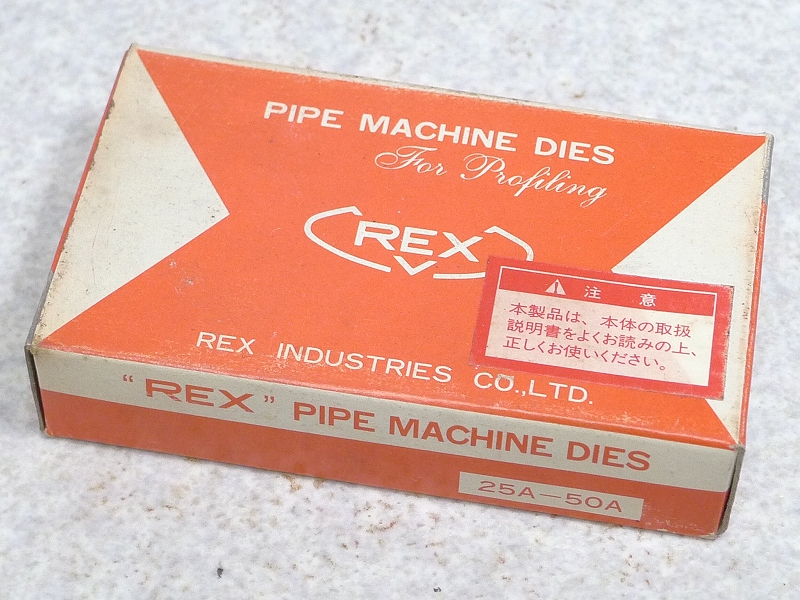 PIPE MACHINE DIES
For Profiling
REX
REX INDUSTRIES CO.,LTD.
⚠ 注 意
本製品は、本体の取扱
説明書をよくお読みの上、
正しくお使いください。
“REX” PIPE MACHINE DIES
25A-50A